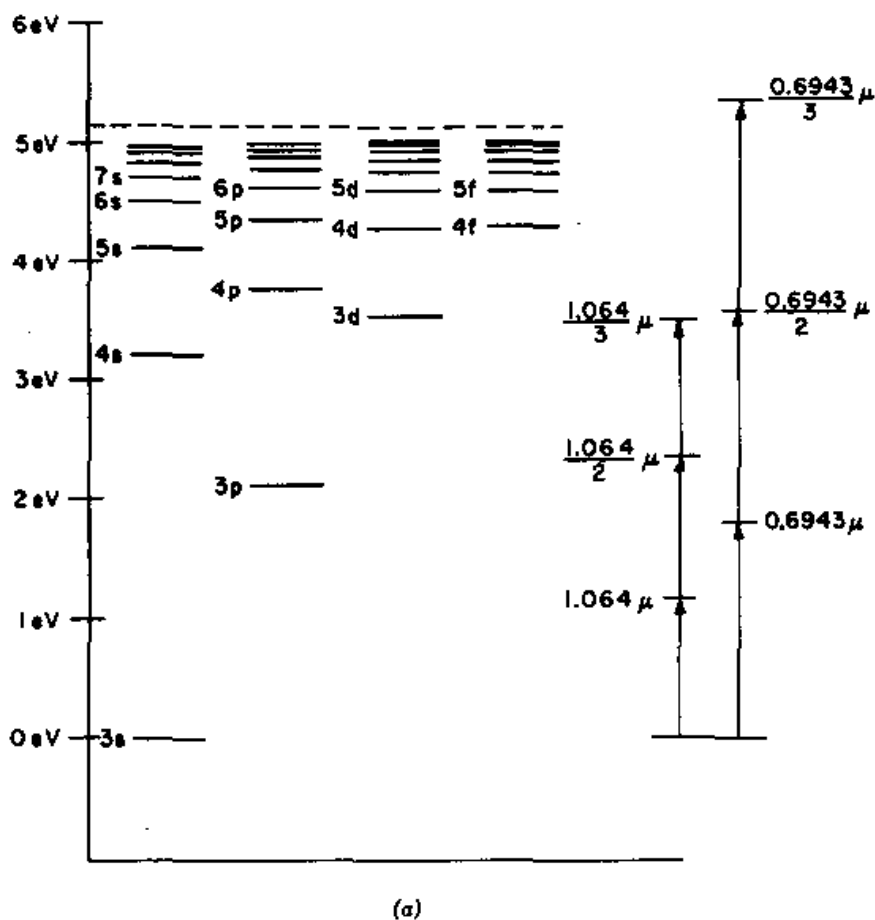 6eV
0.6943 μ
3
5eV
7s
6p
5d
5f
6s
5p
4d
4f
5s
4eV
4p
3d
1.064 μ
3
0.6943 μ
2
4s
3eV
1.064 μ
2
3p
2eV
0.6943 μ
1.064 μ
1eV
0eV
3s
(a)